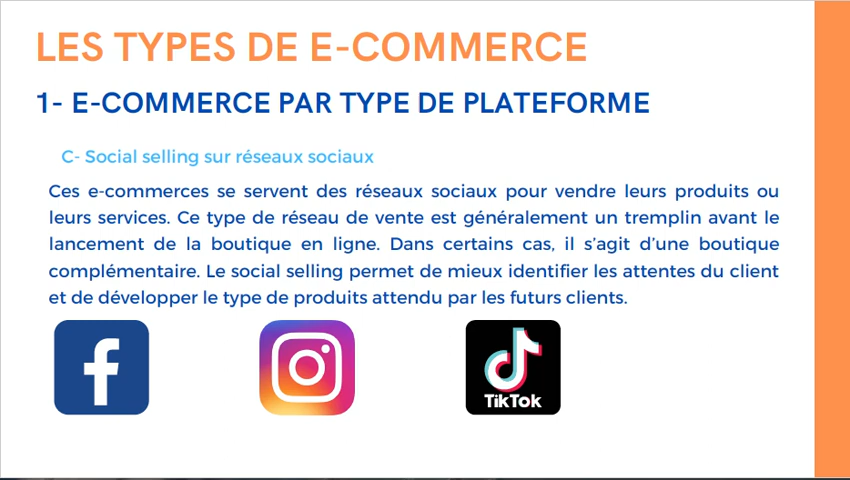 LES TYPES DE E-COMMERCE
1- E-COMMERCE PAR TYPE DE PLATEFORME
C- Social selling sur réseaux sociaux
Ces e-commerces se servent des réseaux sociaux pour vendre leurs produits ou
leurs services. Ce type de réseau de vente est généralement un tremplin avant le
lancement de la boutique en ligne. Dans certains cas, il s’agit d’une boutique
complémentaire. Le social selling permet de mieux identifier les attentes du client
et de développer le type de produits attendu par les futurs clients.
f
TikTok